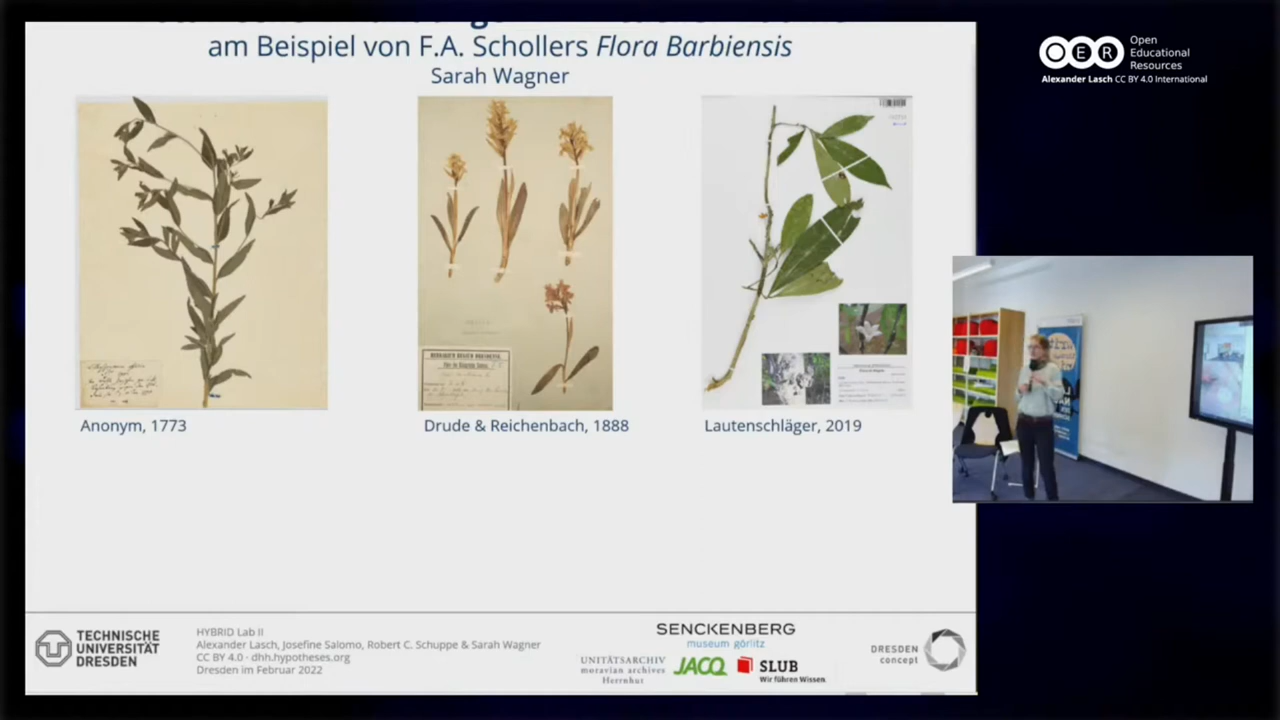 am Beispiel von F.A. Schollers Flora Barbiensis
Sarah Wagner
Anonym, 1773
Drude & Reichenbach, 1888
Lautenschläger, 2019
TECHNISCHE
UNIVERSITÄT
DRESDEN
HYBRID Lab II
Alexander Lasch, Josefine Salomo, Robert C. Schuppe & Sarah Wagner
CC BY 4.0 · dhh.hypotheses.org
Dresden im Februar 2022
SENCKENBERG
museum görlitz
UNITÄTSARCHIV
moravian archives
Herrnhut
JACQ
SLUB
Wir führen Wissen.
DRESDEN
concept
OER
Open
Educational
Resources
Alexander Lasch CC BY 4.0 International